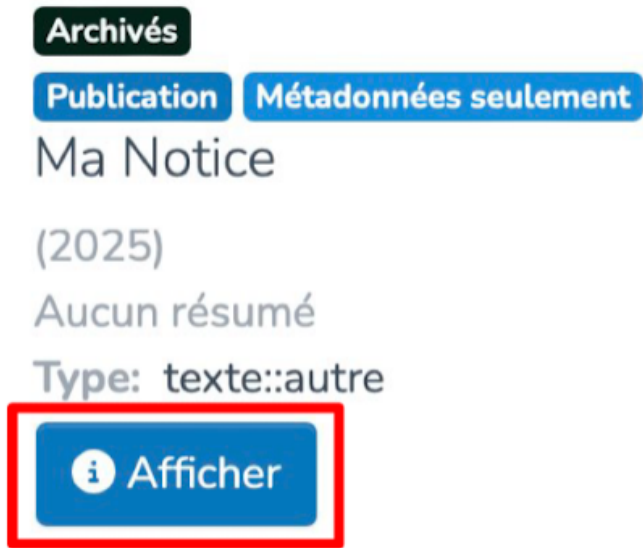 Archivés
Publication Métadonnées seulement
Ma Notice
(2025)
Aucun résumé
Type: texte::autre
Afficher